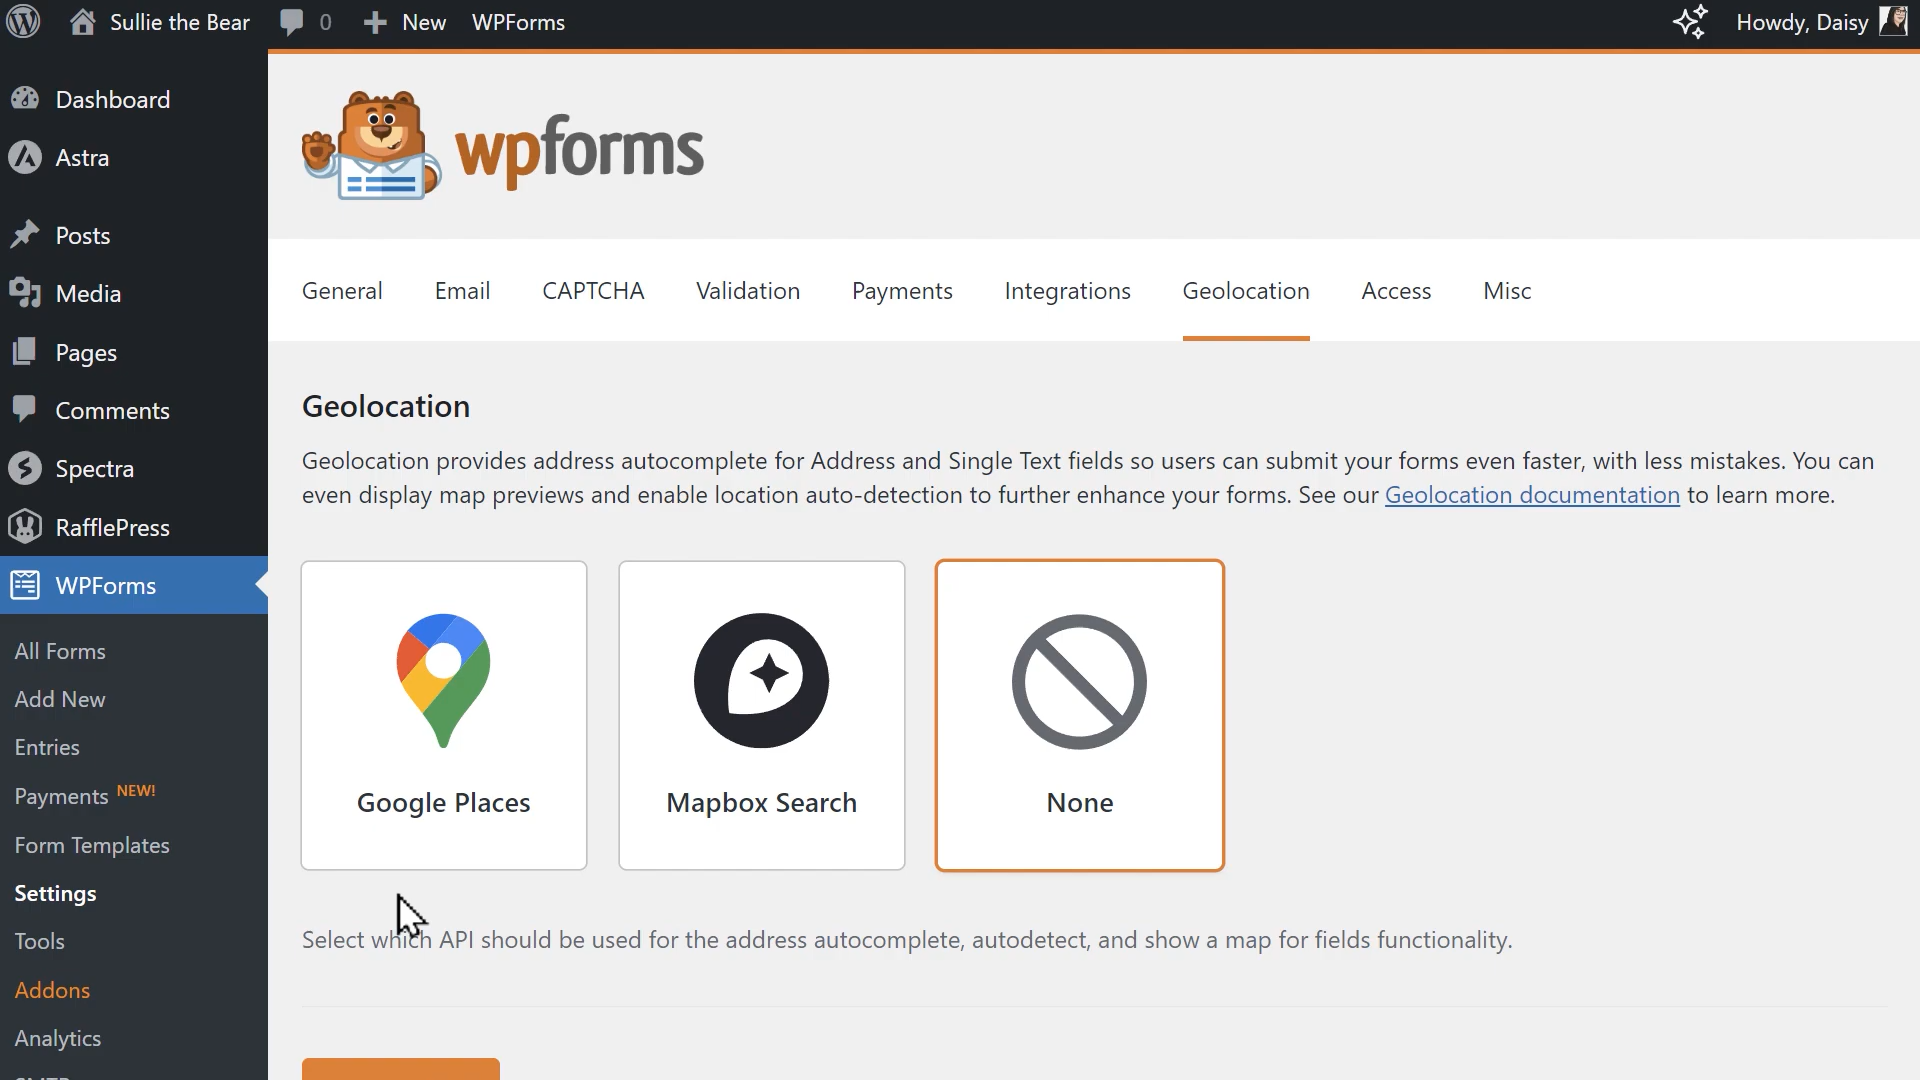 Sullie the Bear
0
New
WPForms
Howdy, Daisy
Dashboard
Astra
Posts
Media
Pages
Comments
Spectra
RafflePress
WPForms
All Forms
Add New
Entries
Payments NEW!
Form Templates
Settings
Tools
Addons
Analytics
wpforms
General
Email
CAPTCHA
Validation
Payments
Integrations
Geolocation
Access
Misc
Geolocation
Geolocation provides address autocomplete for Address and Single Text fields so users can submit your forms even faster, with less mistakes. You can
even display map previews and enable location auto-detection to further enhance your forms. See our Geolocation documentation to learn more.
Google Places
Mapbox Search
None
Select which API should be used for the address autocomplete, autodetect, and show a map for fields functionality.